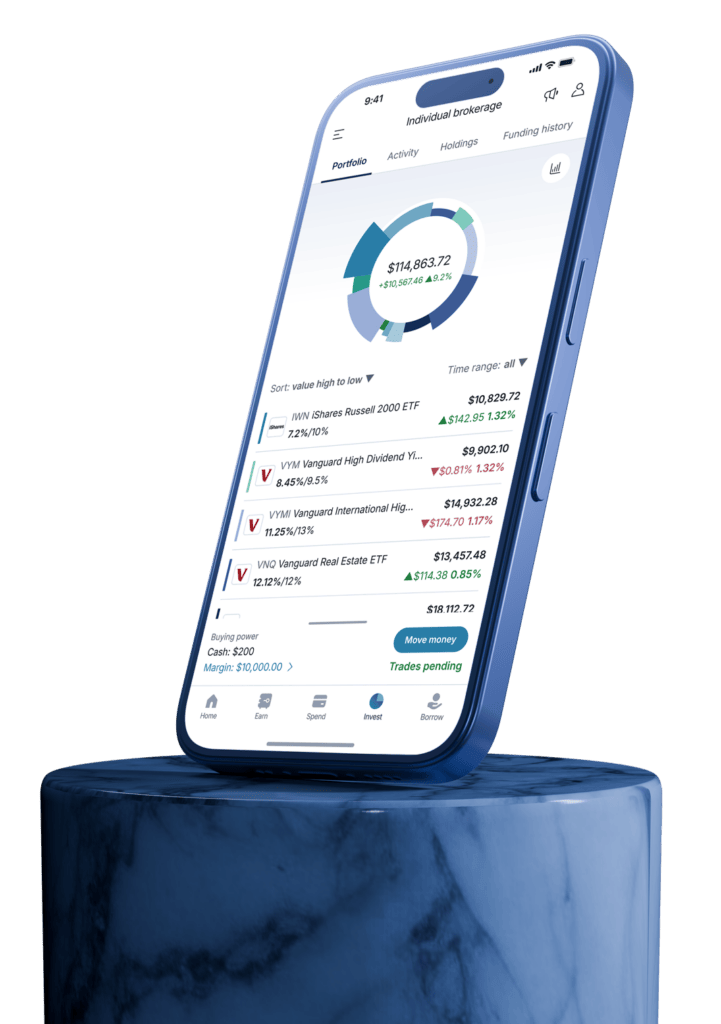 9:41
Individual brokerage
Portfolio Activity Holdings Funding history
$114,863.72
+$10,567.46 ▲9.2%
Sort: value high to low ▼ Time range: all ▼
iShares IWN iShares Russell 2000 ETF $10,829.72
7.2%/10% ▲$142.95 1.32%
V VYM Vanguard High Dividend Yi... $9,902.10
8.45%/9.5% ▼$0.81% 1.32%
V VYMI Vanguard International Hig... $14,932.28
11.25%/13% ▼$174.70 1.17%
V VNQ Vanguard Real Estate ETF $13,457.48
12.12%/12% ▲$114.38 0.85%
$18,112.72
Buying power
Cash: $200 Move money
Margin: $10,000.00 > Trades pending
Home Earn Spend Invest Borrow